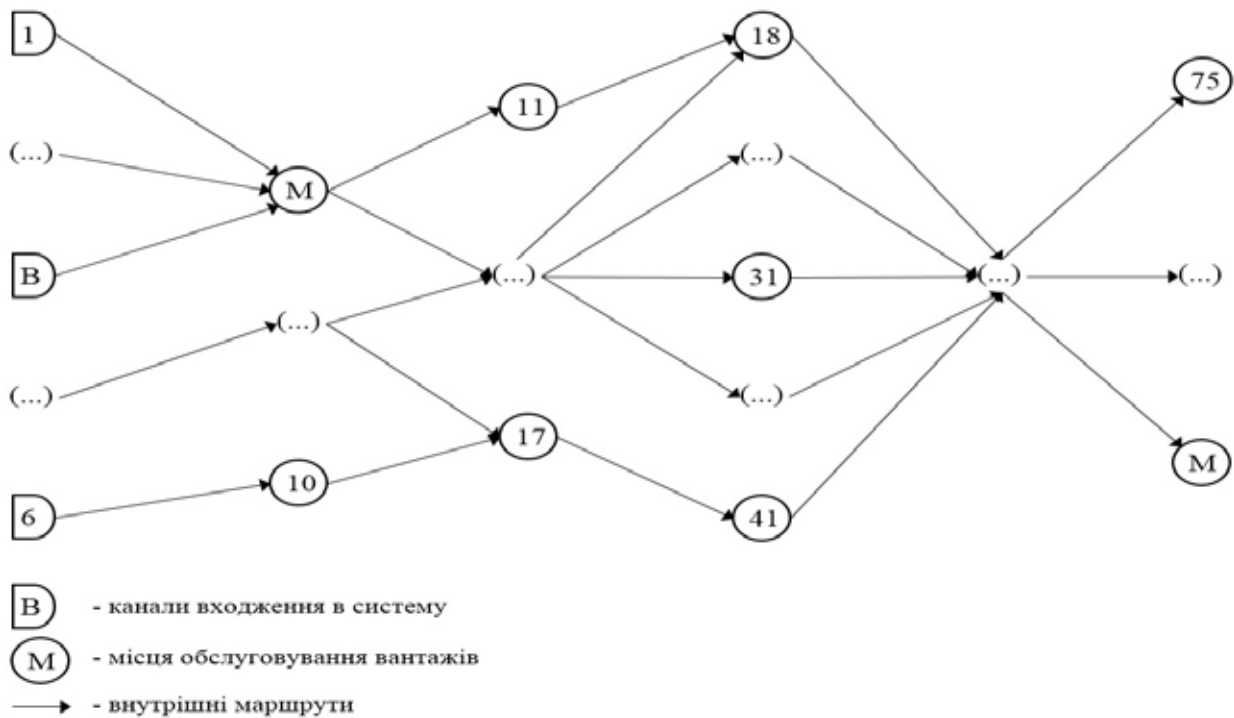 1
18
75
11
(...)
(...)
M
B
(...)
31
(...)
(...)
(...)
(...)
(...)
17
M
10
6
41
B - канали входження в систему
M - місця обслуговування вантажів
- внутрішні маршрути